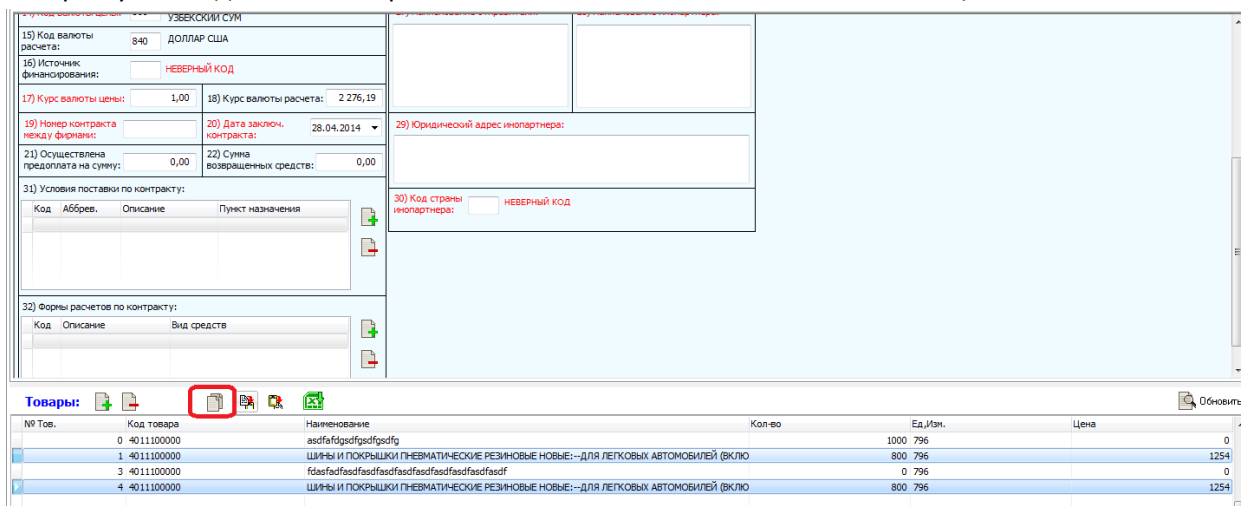 УЗБЕКСКИЙ СУМ
15) Код валюты расчета: 840 ДОЛЛАР США
16) Источник финансирования: НЕВЕРНЫЙ КОД
17) Курс валюты цены: 1,00 18) Курс валюты расчета: 2 276,19
19) Номер контракта между фирмами: 20) Дата заключ. контракта: 28.04.2014
21) Осуществлена предоплата на сумму: 0,00 22) Сумма возвращенных средств: 0,00
31) Условия поставки по контракту:
Код Аббрев. Описание Пункт назначения
32) Формы расчетов по контракту:
Код Описание Вид средств
29) Юридический адрес инопартнера:
30) Код страны инопартнера: НЕВЕРНЫЙ КОД
Товары: Обновить
№ Тов. Код товара Наименование Кол-во Ед,Изм. Цена
0 4011100000 asdfafdgsdfgsdfgsdfg 1000 796 0
1 4011100000 ШИНЫ И ПОКРЫШКИ ПНЕВМАТИЧЕСКИЕ РЕЗИНОВЫЕ НОВЫЕ:--ДЛЯ ЛЕГКОВЫХ АВТОМОБИЛЕЙ (ВКЛЮ 800 796 1254
3 4011100000 fdasfadfasdfasdfasdfasdfasdfasdfasdfasdf 0 796 0
4 4011100000 ШИНЫ И ПОКРЫШКИ ПНЕВМАТИЧЕСКИЕ РЕЗИНОВЫЕ НОВЫЕ:--ДЛЯ ЛЕГКОВЫХ АВТОМОБИЛЕЙ (ВКЛЮ 800 796 1254